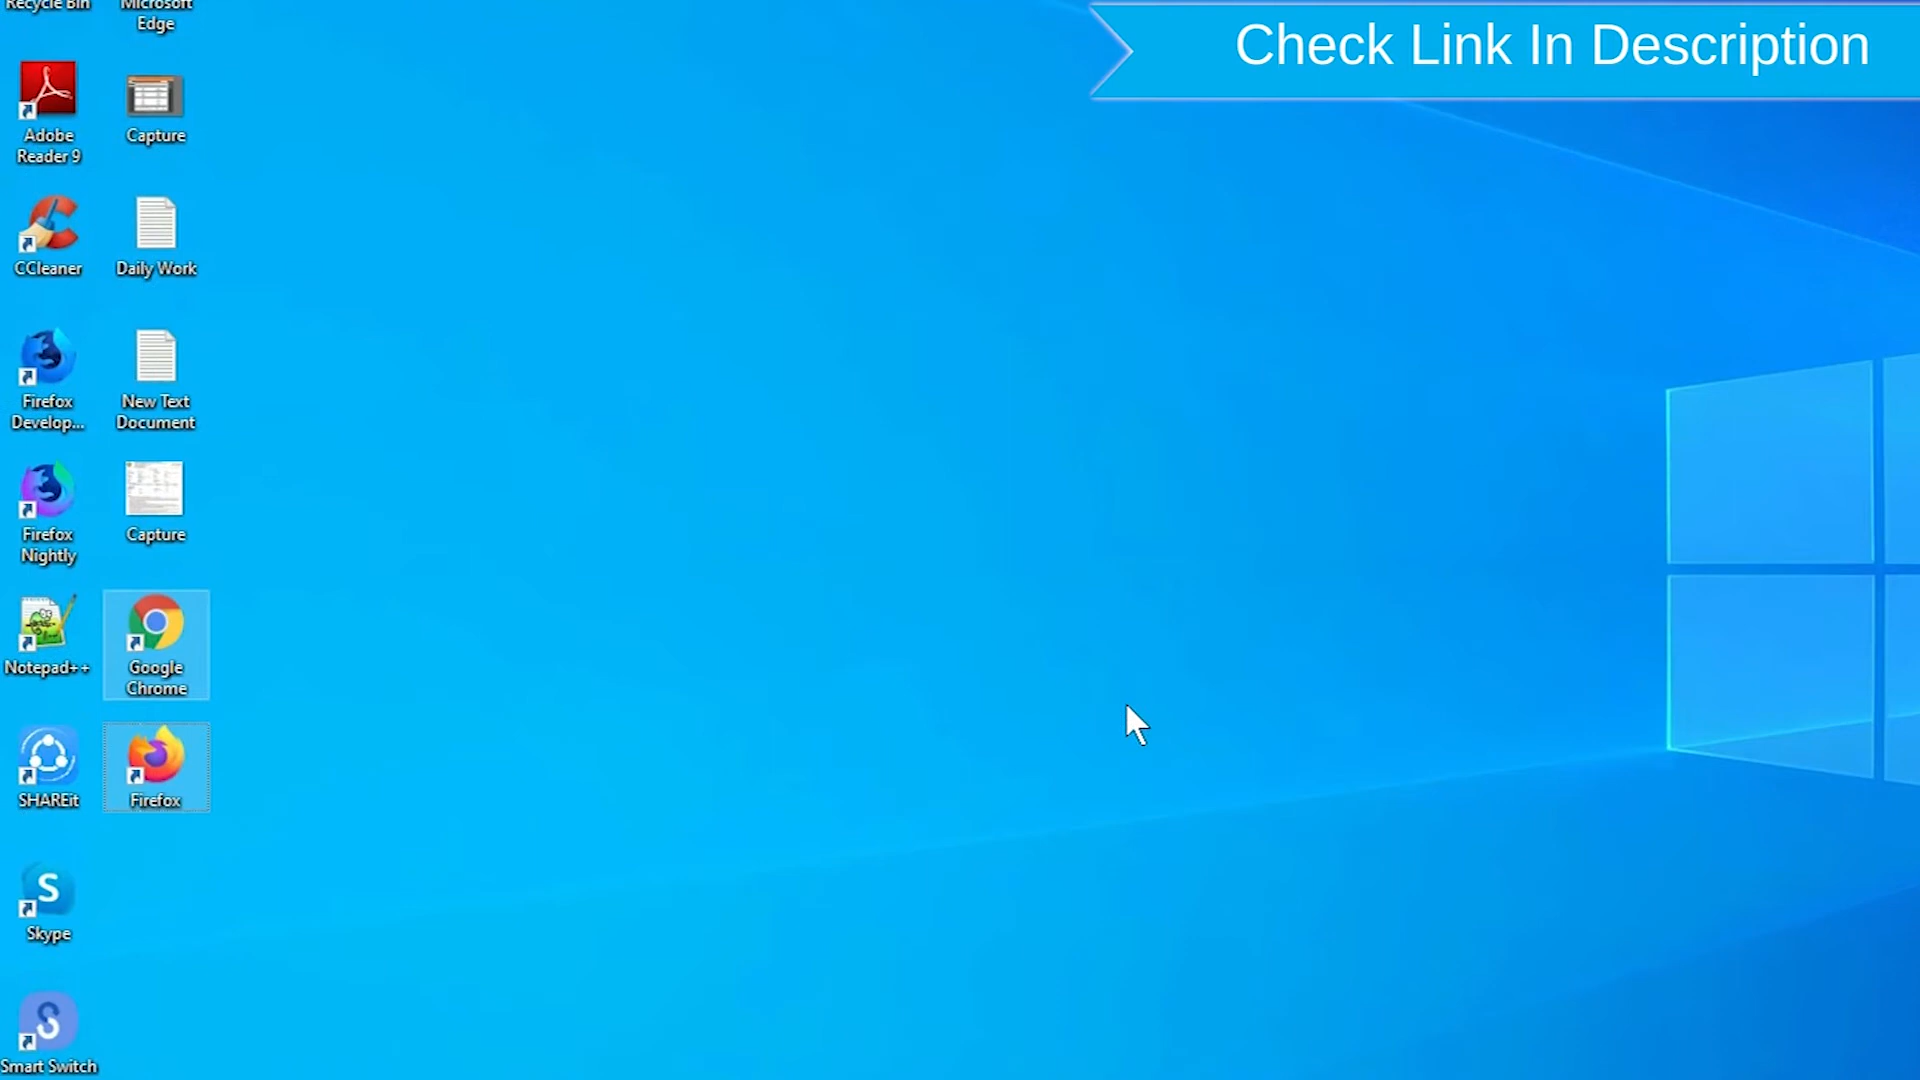 Recycle Bin
Microsoft
Edge
Check Link In Description
Adobe
Reader 9
Capture
CCleaner
Daily Work
Firefox
Develop...
New Text
Document
Firefox
Nightly
Capture
Notepad++
Google
Chrome
SHAREit
Firefox
Skype
Smart Switch